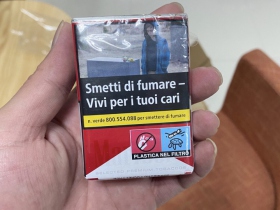 Smetti di fumare –
Vivi per i tuoi cari
n. verde 800.554.088 per smettere di fumare
PLASTICA NEL FILTRO